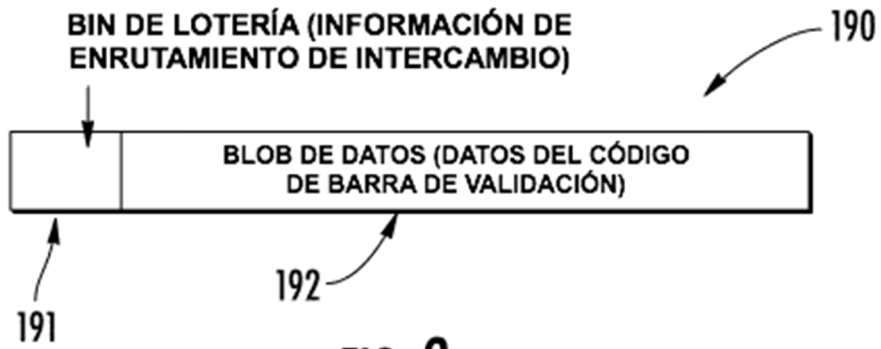 BIN DE LOTERÍA (INFORMACIÓN DE
ENRUTAMIENTO DE INTERCAMBIO)
190
BLOB DE DATOS (DATOS DEL CÓDIGO
DE BARRA DE VALIDACIÓN)
192
191